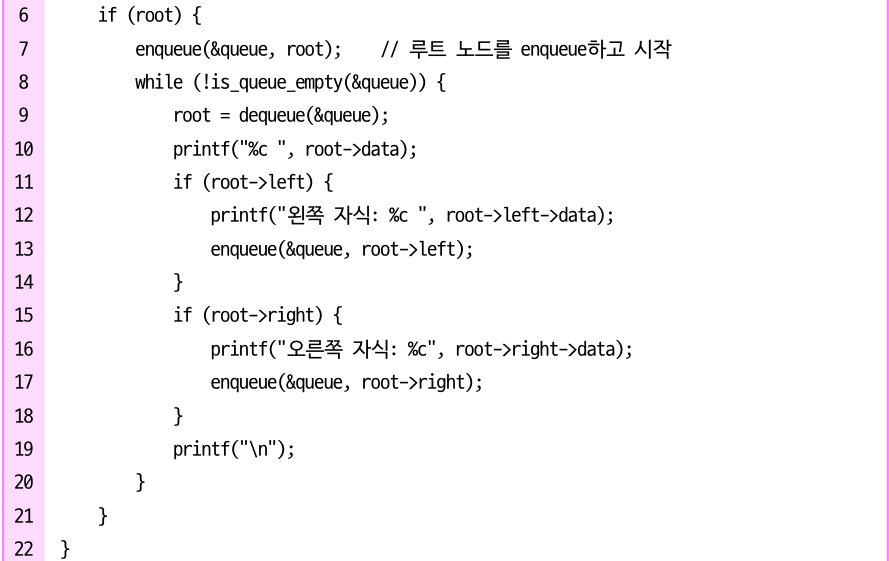 6 if (root) {
7 enqueue(&queue, root); // 루트 노드를 enqueue하고 시작
8 while (!is_queue_empty(&queue)) {
9 root = dequeue(&queue);
10 printf("%c ", root->data);
11 if (root->left) {
12 printf("왼쪽 자식: %c ", root->left->data);
13 enqueue(&queue, root->left);
14 }
15 if (root->right) {
16 printf("오른쪽 자식: %c", root->right->data);
17 enqueue(&queue, root->right);
18 }
19 printf("\n");
20 }
21 }
22 }